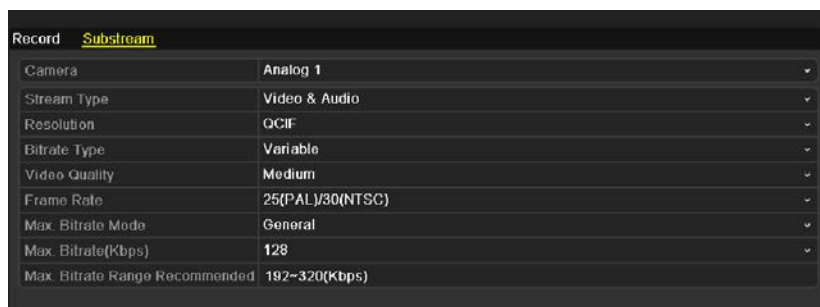 Record Substream
Camera Analog 1
Stream Type Video & Audio
Resolution QCIF
Bitrate Type Variable
Video Quality Medium
Frame Rate 25(PAL)/30(NTSC)
Max. Bitrate Mode General
Max. Bitrate(Kbps) 128
Max. Bitrate Range Recommended 192~320(Kbps)